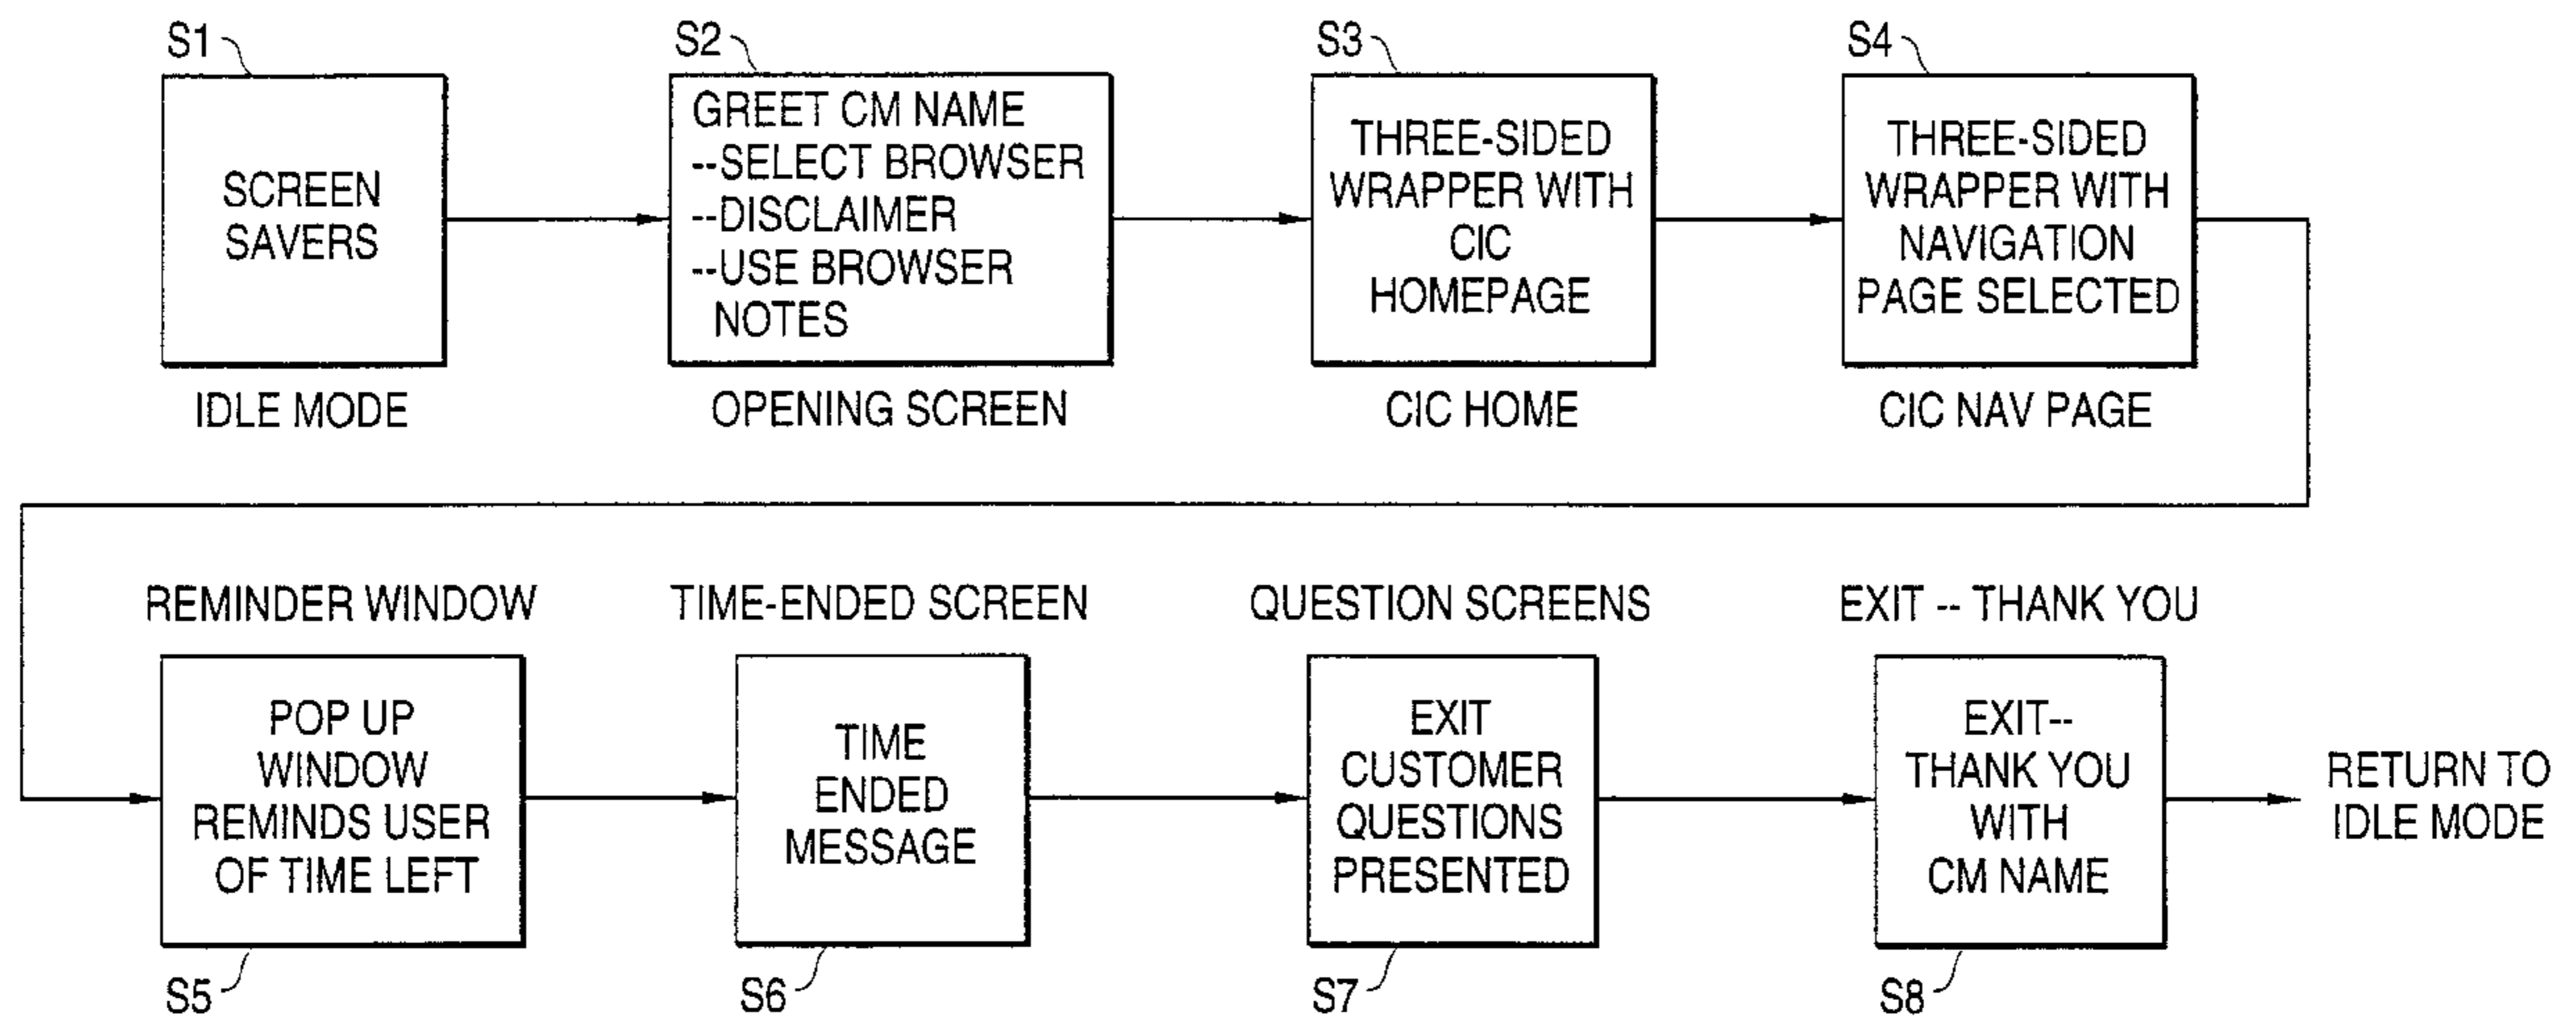 S1
SCREEN
SAVERS
IDLE MODE
S2
GREET CM NAME
--SELECT BROWSER
--DISCLAIMER
--USE BROWSER
NOTES
OPENING SCREEN
S3
THREE-SIDED
WRAPPER WITH
CIC
HOMEPAGE
CIC HOME
S4
THREE-SIDED
WRAPPER WITH
NAVIGATION
PAGE SELECTED
CIC NAV PAGE
REMINDER WINDOW
POP UP
WINDOW
REMINDS USER
OF TIME LEFT
S5
TIME-ENDED SCREEN
TIME
ENDED
MESSAGE
S6
QUESTION SCREENS
EXIT
CUSTOMER
QUESTIONS
PRESENTED
S7
EXIT -- THANK YOU
EXIT--
THANK YOU
WITH
CM NAME
S8
RETURN TO
IDLE MODE